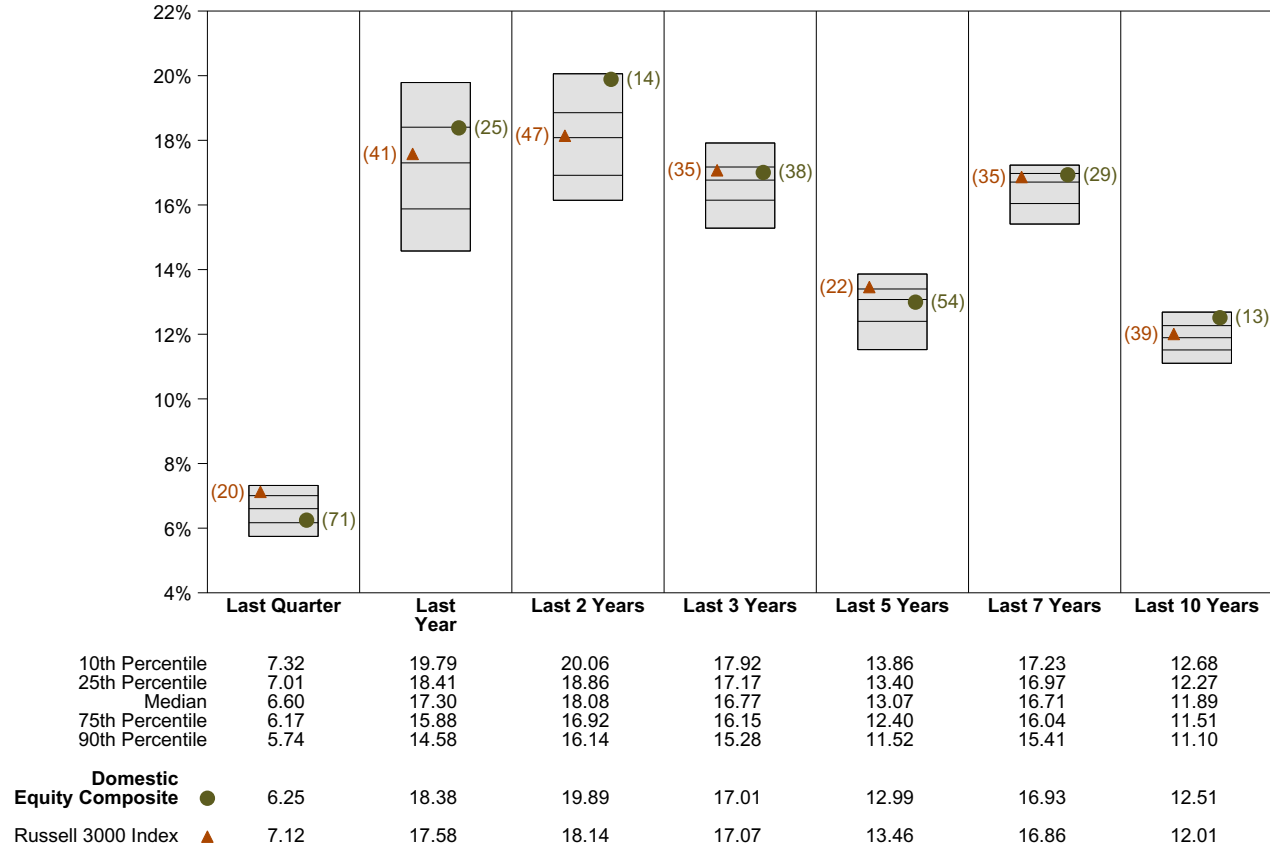 22%
20%
18%
16%
14%
12%
10%
8%
6%
4%
(20)
(71)
(41)
(25)
(47)
(14)
(35)
(38)
(22)
(54)
(35)
(29)
(39)
(13)
Last Quarter Last Year Last 2 Years Last 3 Years Last 5 Years Last 7 Years Last 10 Years
10th Percentile 7.32 19.79 20.06 17.92 13.86 17.23 12.68
25th Percentile 7.01 18.41 18.86 17.17 13.40 16.97 12.27
Median 6.60 17.30 18.08 16.77 13.07 16.71 11.89
75th Percentile 6.17 15.88 16.92 16.15 12.40 16.04 11.51
90th Percentile 5.74 14.58 16.14 15.28 11.52 15.41 11.10
Domestic
Equity Composite 6.25 18.38 19.89 17.01 12.99 16.93 12.51
Russell 3000 Index 7.12 17.58 18.14 17.07 13.46 16.86 12.01